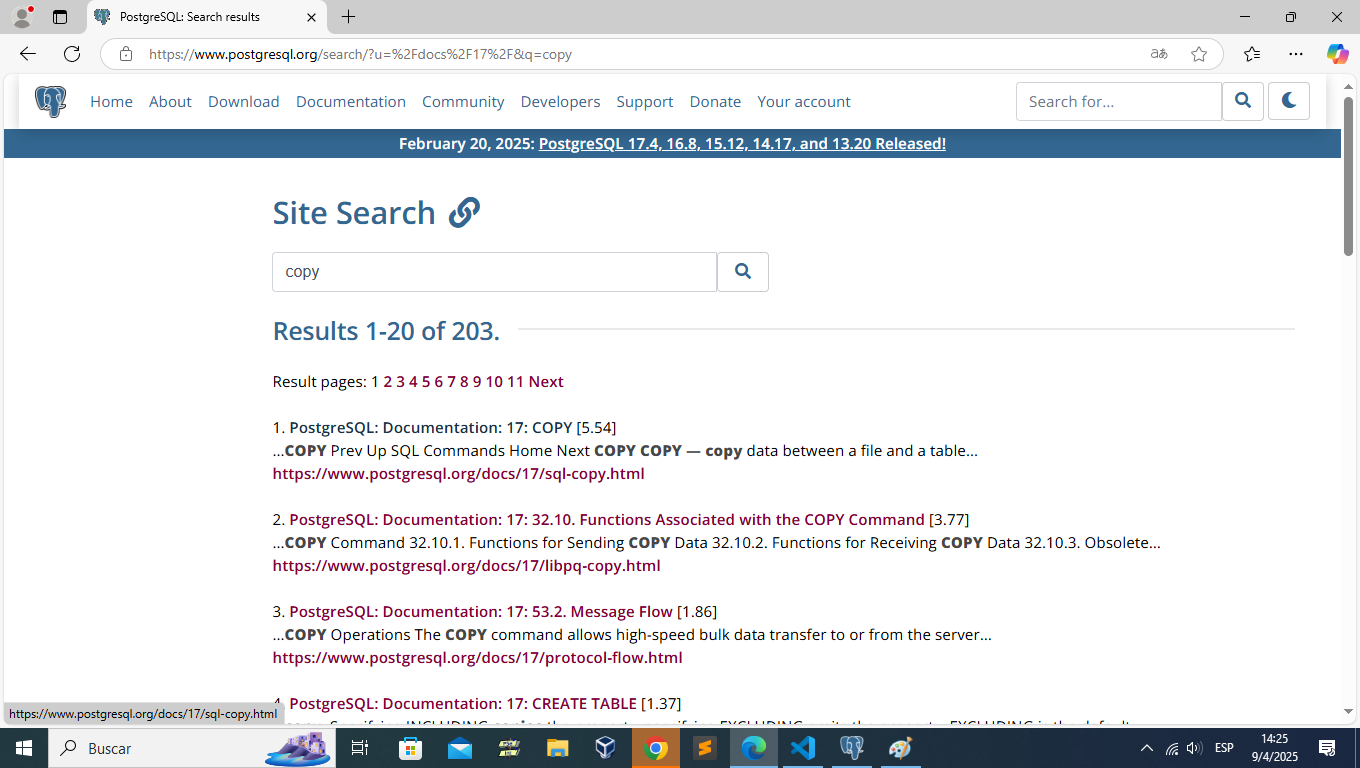 PostgreSQL: Search results
https://www.postgresql.org/search/?u=%2Fdocs%2F17%2F&q=copy
Home About Download Documentation Community Developers Support Donate Your account
Search for...
February 20, 2025: PostgreSQL 17.4, 16.8, 15.12, 14.17, and 13.20 Released!
Site Search
copy
Results 1-20 of 203.
Result pages: 1 2 3 4 5 6 7 8 9 10 11 Next
1. PostgreSQL: Documentation: 17: COPY [5.54]
...COPY Prev Up SQL Commands Home Next COPY COPY — copy data between a file and a table...
https://www.postgresql.org/docs/17/sql-copy.html
2. PostgreSQL: Documentation: 17: 32.10. Functions Associated with the COPY Command [3.77]
...COPY Command 32.10.1. Functions for Sending COPY Data 32.10.2. Functions for Receiving COPY Data 32.10.3. Obsolete...
https://www.postgresql.org/docs/17/libpq-copy.html
3. PostgreSQL: Documentation: 17: 53.2. Message Flow [1.86]
...COPY Operations The COPY command allows high-speed bulk data transfer to or from the server...
https://www.postgresql.org/docs/17/protocol-flow.html
4. PostgreSQL: Documentation: 17: CREATE TABLE [1.37]
https://www.postgresql.org/docs/17/sql-copy.html
Buscar
ESP
14:25
9/4/2025